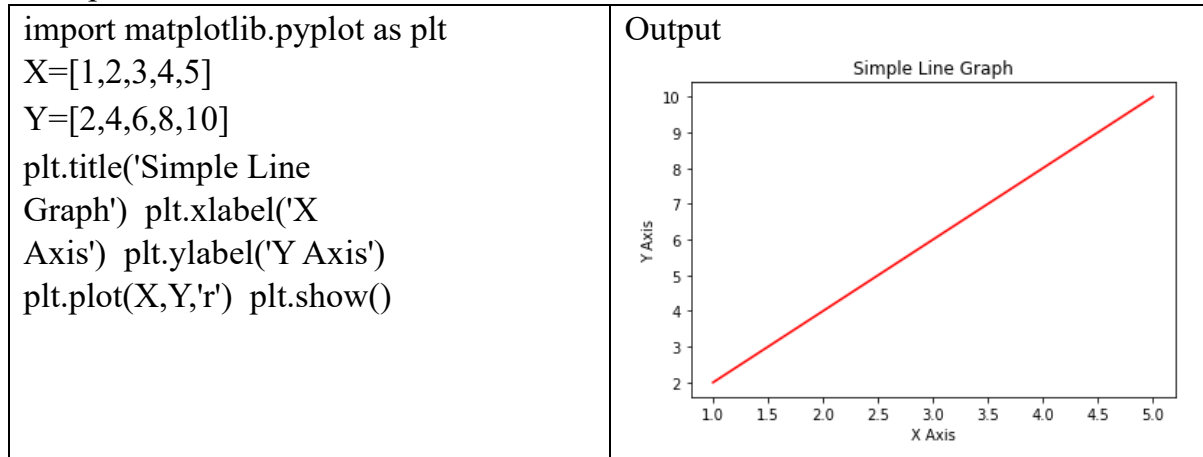 import matplotlib.pyplot as plt
X=[1,2,3,4,5]
Y=[2,4,6,8,10]
plt.title('Simple Line
Graph') plt.xlabel('X
Axis') plt.ylabel('Y Axis')
plt.plot(X,Y,'r') plt.show()
Output
Simple Line Graph
10
9
8
7
6
5
4
3
2
Y Axis
1.0 1.5 2.0 2.5 3.0 3.5 4.0 4.5 5.0
X Axis